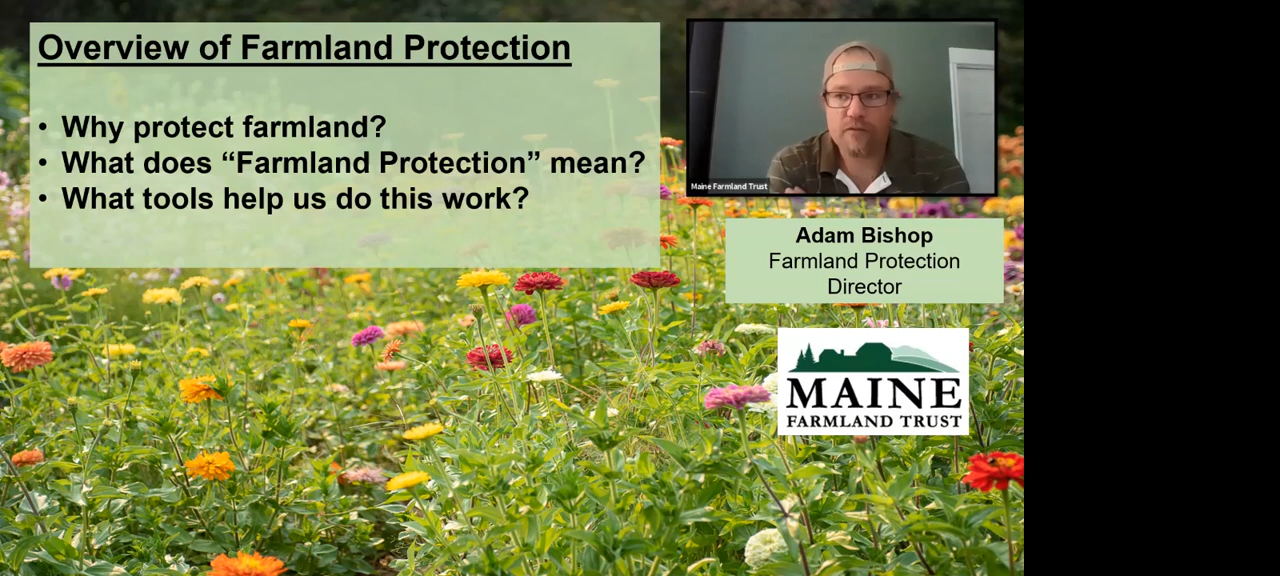 Overview of Farmland Protection
• Why protect farmland?
• What does “Farmland Protection” mean?
• What tools help us do this work?
Maine Farmland Trust
Adam Bishop
Farmland Protection
Director
MAINE
FARMLAND TRUST